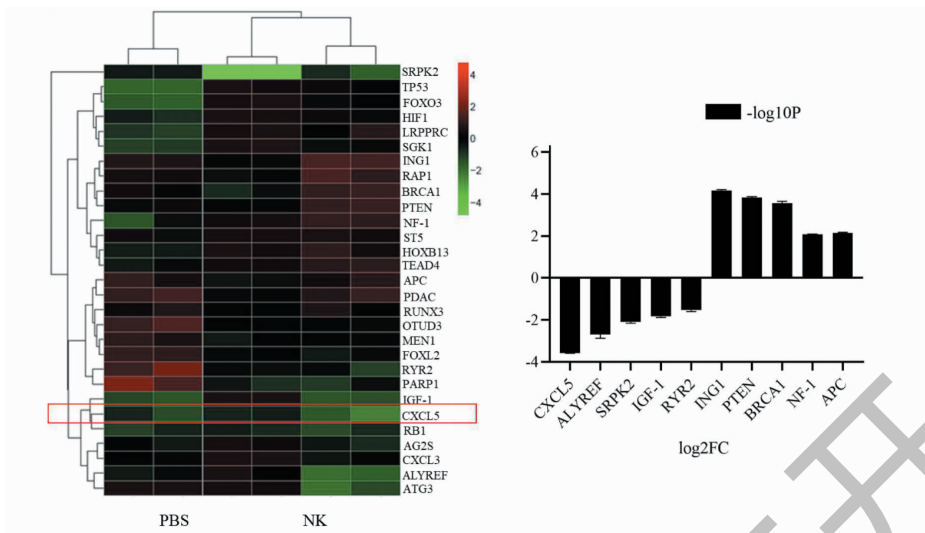 SRPK2
TP53
FOXO3
HIF1
LRPPRC
SGK1
ING1
RAP1
BRCA1
PTEN
NF-1
ST5
HOXB13
TEAD4
APC
PDAC
RUNX3
OTUD3
MEN1
FOXL2
RYR2
PARP1
IGF-1
CXCL5
RB1
AG2S
CXCL3
ALYREF
ATG3
PBS NK
4
2
0
−2
−4
-log10P
6
4
2
0
-2
-4
CXCL5
ALYREF
SRPK2
IGF-1
RYR2
ING1
PTEN
BRCA1
NF-1
APC
log2FC